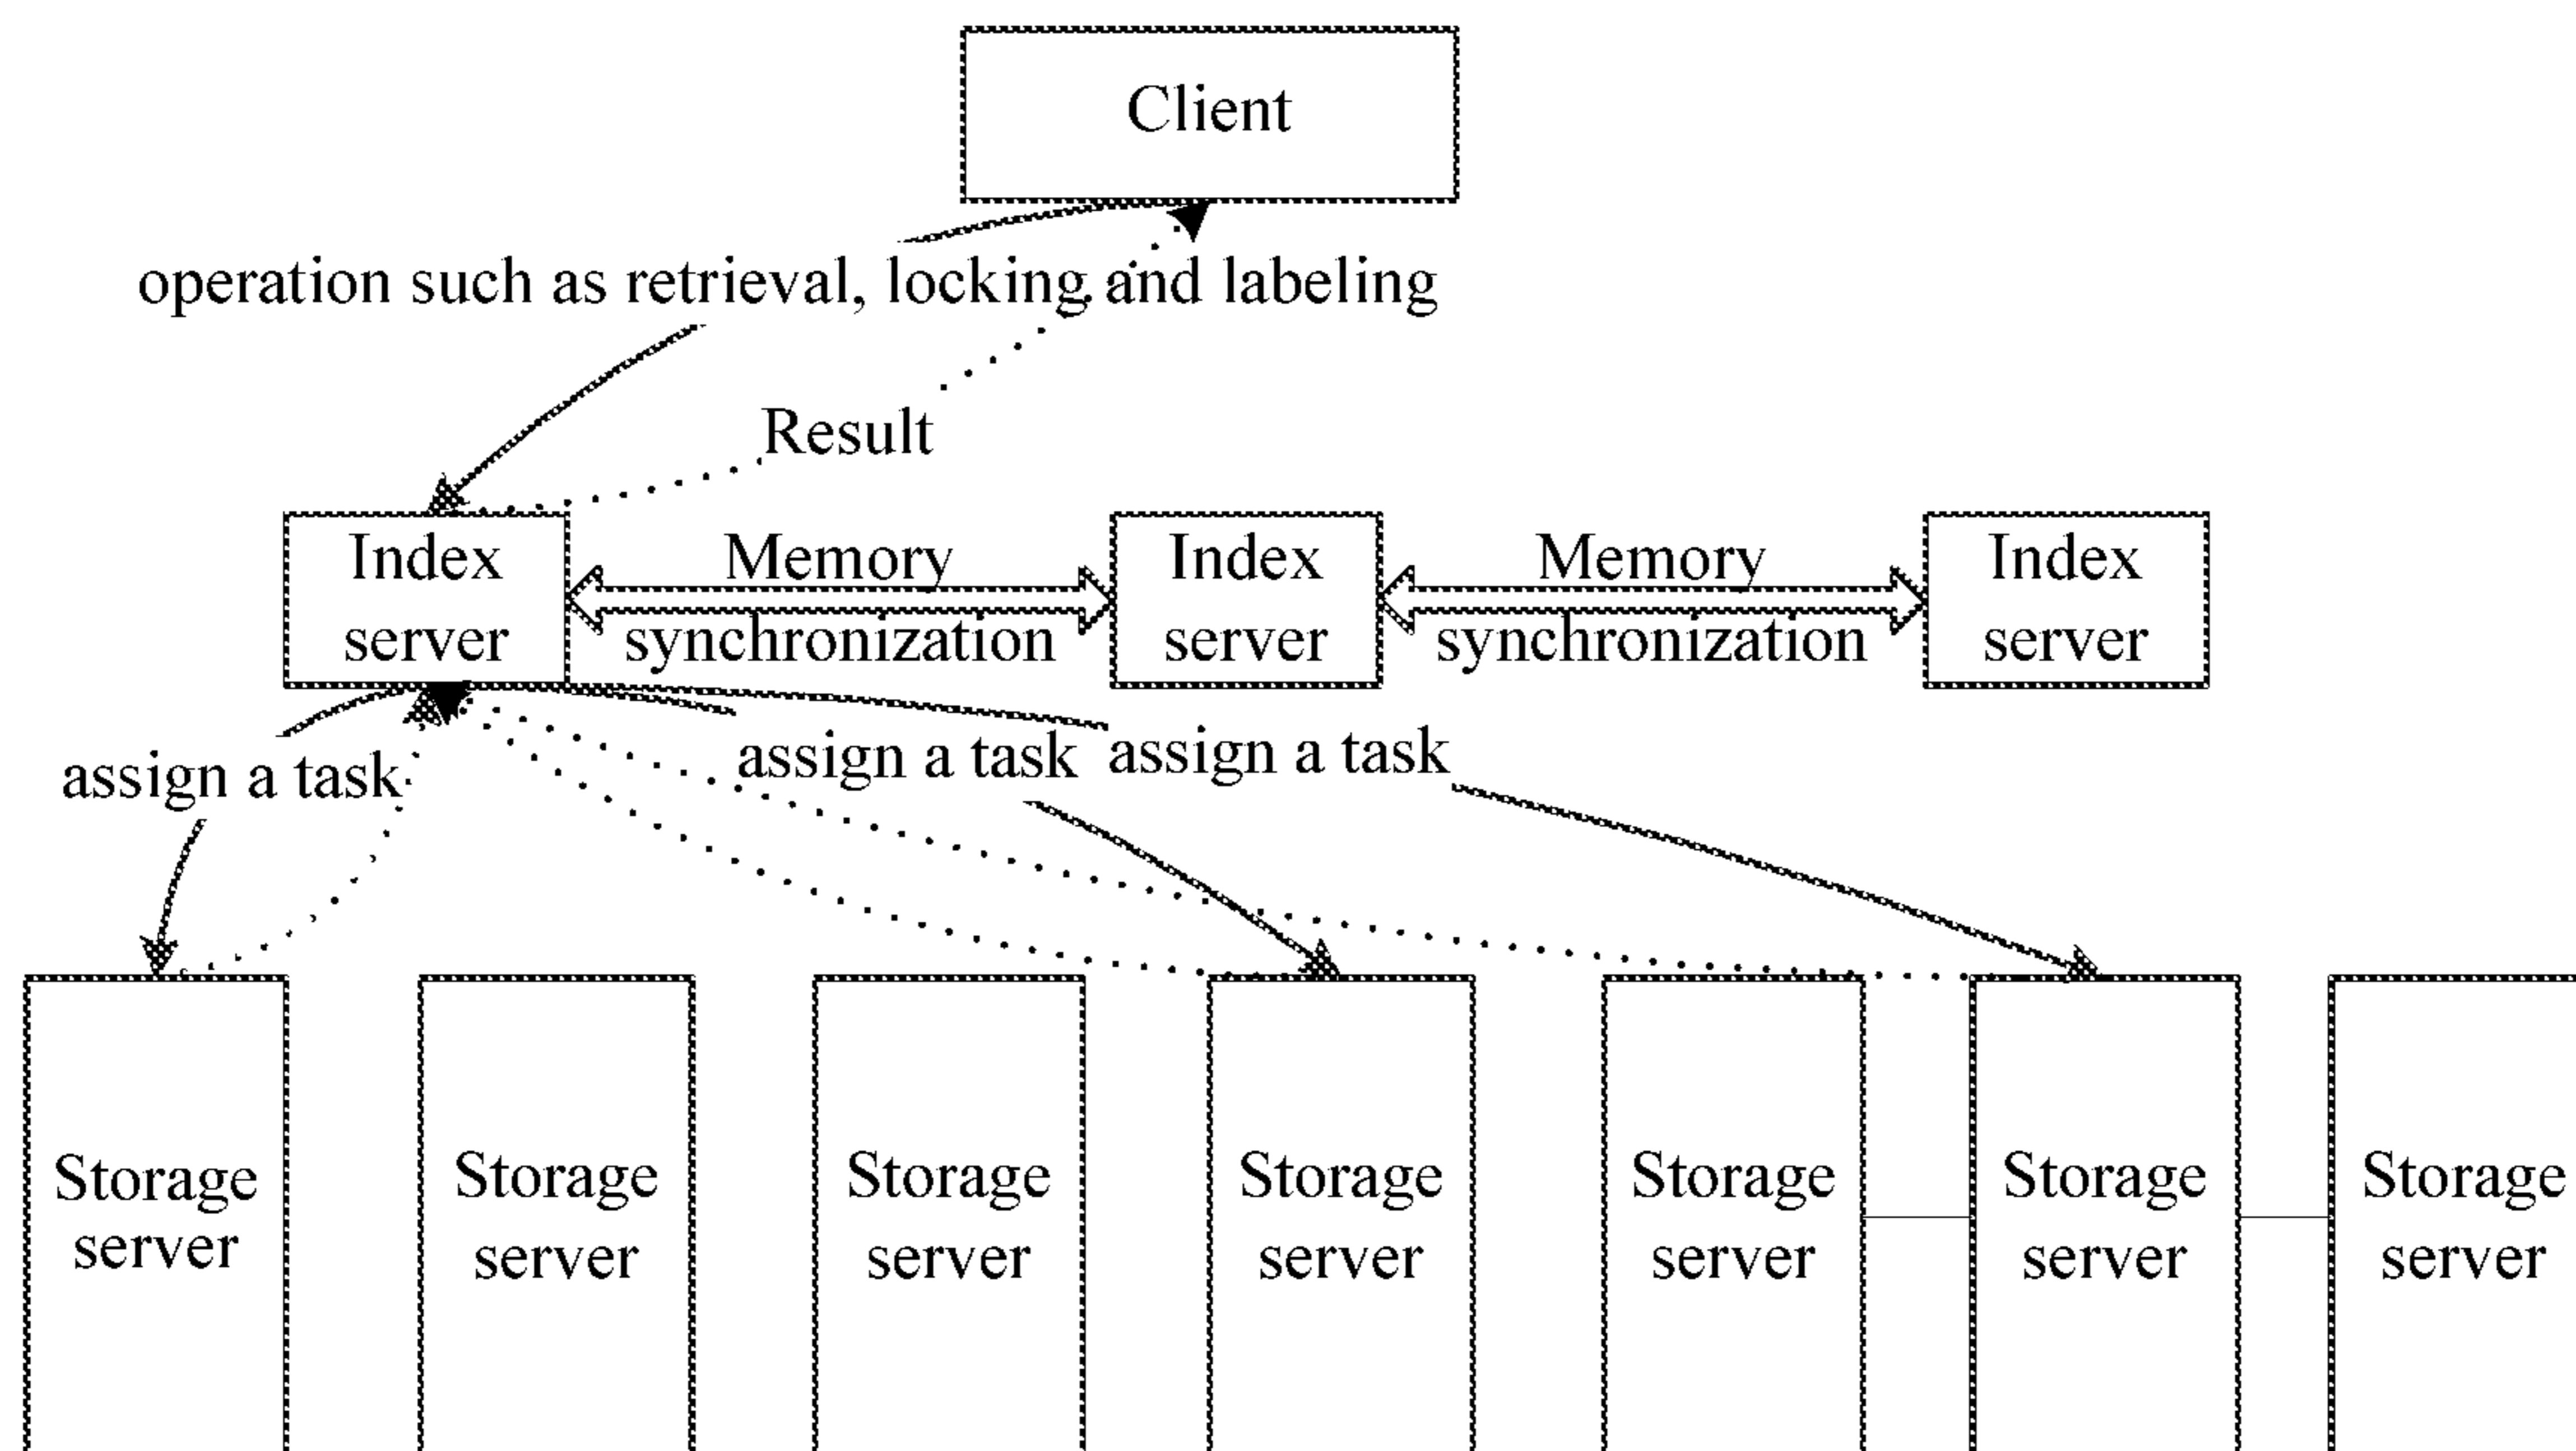 Client
operation such as retrieval, locking and labeling
Result
Index
server
Memory
synchronization
Index
server
Memory
synchronization
Index
server
assign a task
assign a task
assign a task
Storage
server
Storage
server
Storage
server
Storage
server
Storage
server
Storage
server
Storage
server